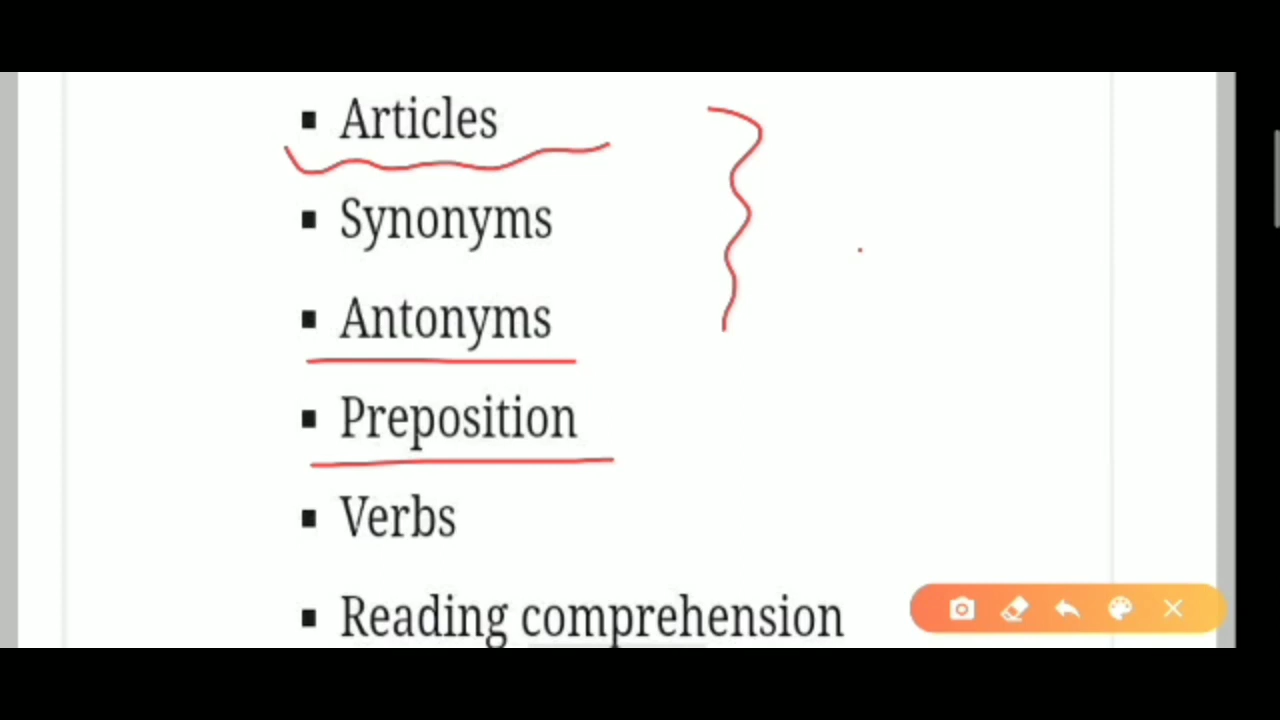 ▪ Articles
▪ Synonyms
▪ Antonyms
▪ Preposition
▪ Verbs
▪ Reading comprehension